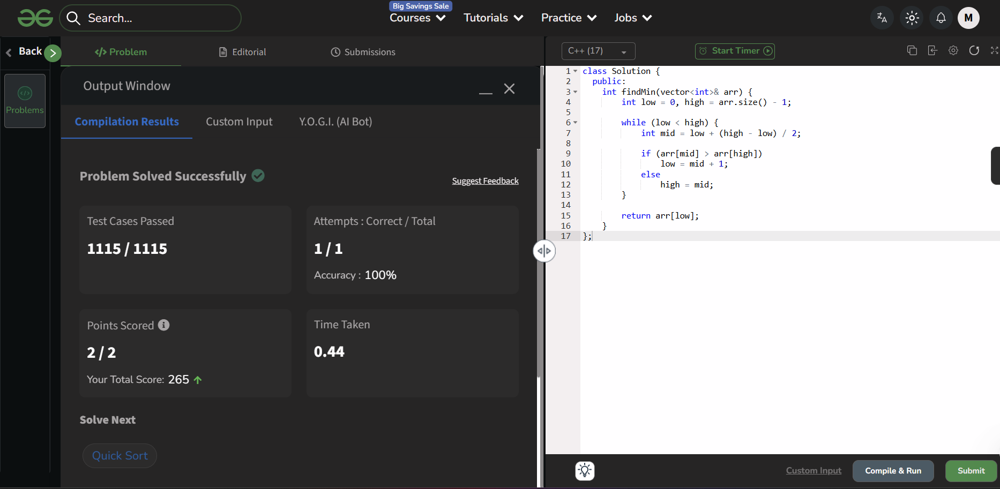 Search...
Big Savings Sale
Courses
Tutorials
Practice
Jobs
M
Back
</> Problem
Editorial
Submissions
C++ (17)
Start Timer
</>
Problems
Output Window
Compilation Results
Custom Input
Y.O.G.I. (AI Bot)
Problem Solved Successfully
Suggest Feedback
Test Cases Passed
1115 / 1115
Attempts : Correct / Total
1 / 1
Accuracy : 100%
Points Scored
2 / 2
Your Total Score: 265
Time Taken
0.44
Solve Next
Quick Sort
1 class Solution {
2   public:
3     int findMin(vector<int>& arr) {
4         int low = 0, high = arr.size() - 1;
5
6         while (low < high) {
7             int mid = low + (high - low) / 2;
8
9             if (arr[mid] > arr[high])
10                 low = mid + 1;
11             else
12                 high = mid;
13         }
14
15         return arr[low];
16     }
17 };
Custom Input
Compile & Run
Submit